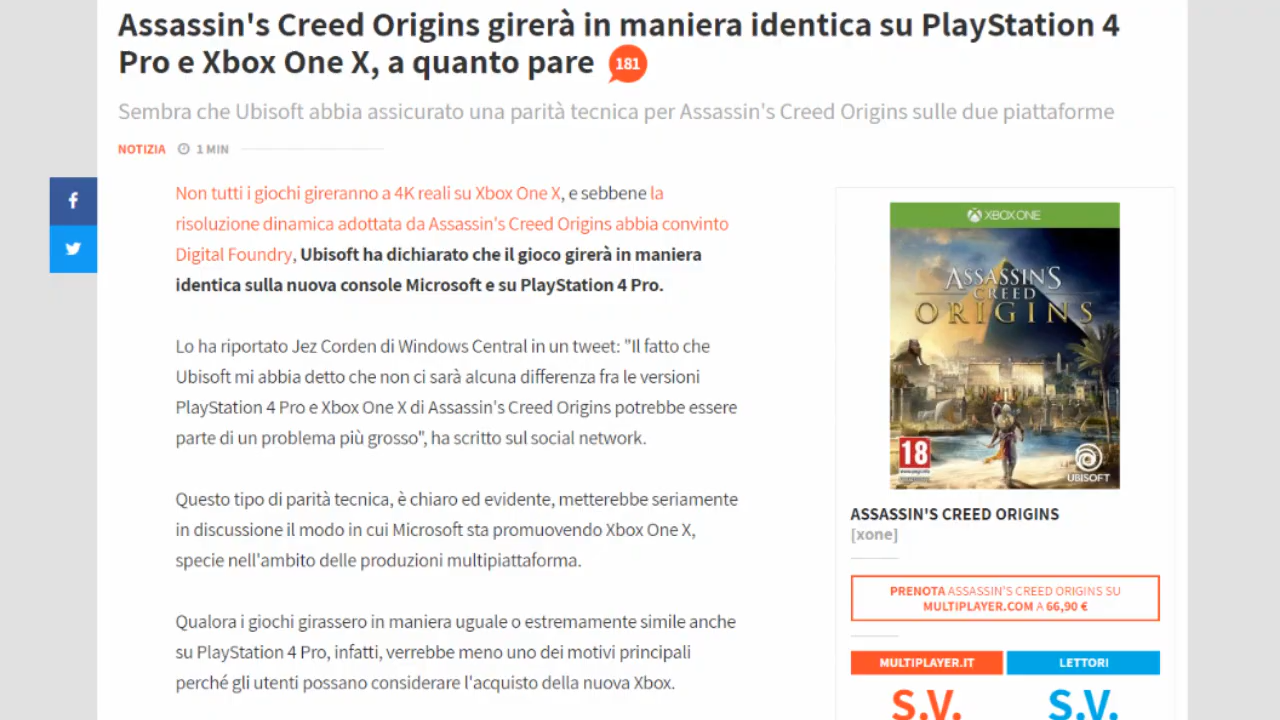 Assassin's Creed Origins girerà in maniera identica su PlayStation 4
Pro e Xbox One X, a quanto pare 181
Sembra che Ubisoft abbia assicurato una parità tecnica per Assassin's Creed Origins sulle due piattaforme
NOTIZIA 1 MIN
Non tutti i giochi gireranno a 4K reali su Xbox One X, e sebbene la
risoluzione dinamica adottata da Assassin's Creed Origins abbia convinto
Digital Foundry, Ubisoft ha dichiarato che il gioco girerà in maniera
identica sulla nuova console Microsoft e su PlayStation 4 Pro.
Lo ha riportato Jez Corden di Windows Central in un tweet: "Il fatto che
Ubisoft mi abbia detto che non ci sarà alcuna differenza fra le versioni
PlayStation 4 Pro e Xbox One X di Assassin's Creed Origins potrebbe essere
parte di un problema più grosso", ha scritto sul social network.
Questo tipo di parità tecnica, è chiaro ed evidente, metterebbe seriamente
in discussione il modo in cui Microsoft sta promuovendo Xbox One X,
specie nell'ambito delle produzioni multipiattaforma.
Qualora i giochi girassero in maniera uguale o estremamente simile anche
su PlayStation 4 Pro, infatti, verrebbe meno uno dei motivi principali
perché gli utenti possano considerare l'acquisto della nuova Xbox.
XBOX ONE
ASSASSIN'S
CREED
ORIGINS
18
UBISOFT
ASSASSIN'S CREED ORIGINS
[xone]
PRENOTA ASSASSIN'S CREED ORIGINS SU
MULTIPLAYER.COM A 66,90 €
MULTIPLAYER.IT LETTORI
S.V. S.V.